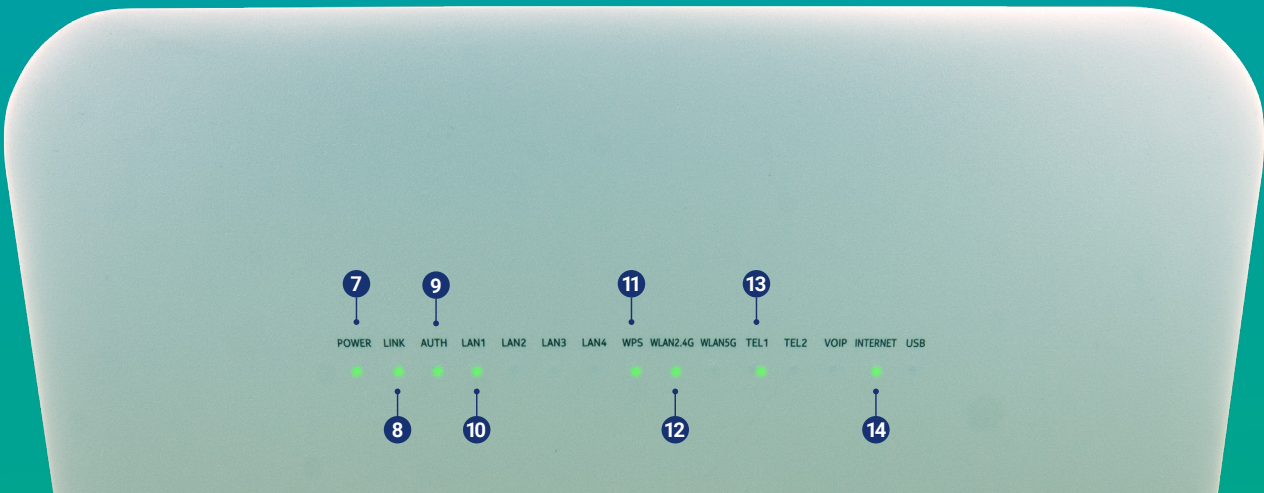 7 9 11 13
POWER LINK AUTH LAN1 LAN2 LAN3 LAN4 WPS WLAN2.4G WLAN5G TEL1 TEL2 VOIP INTERNET USB
8 10 12 14